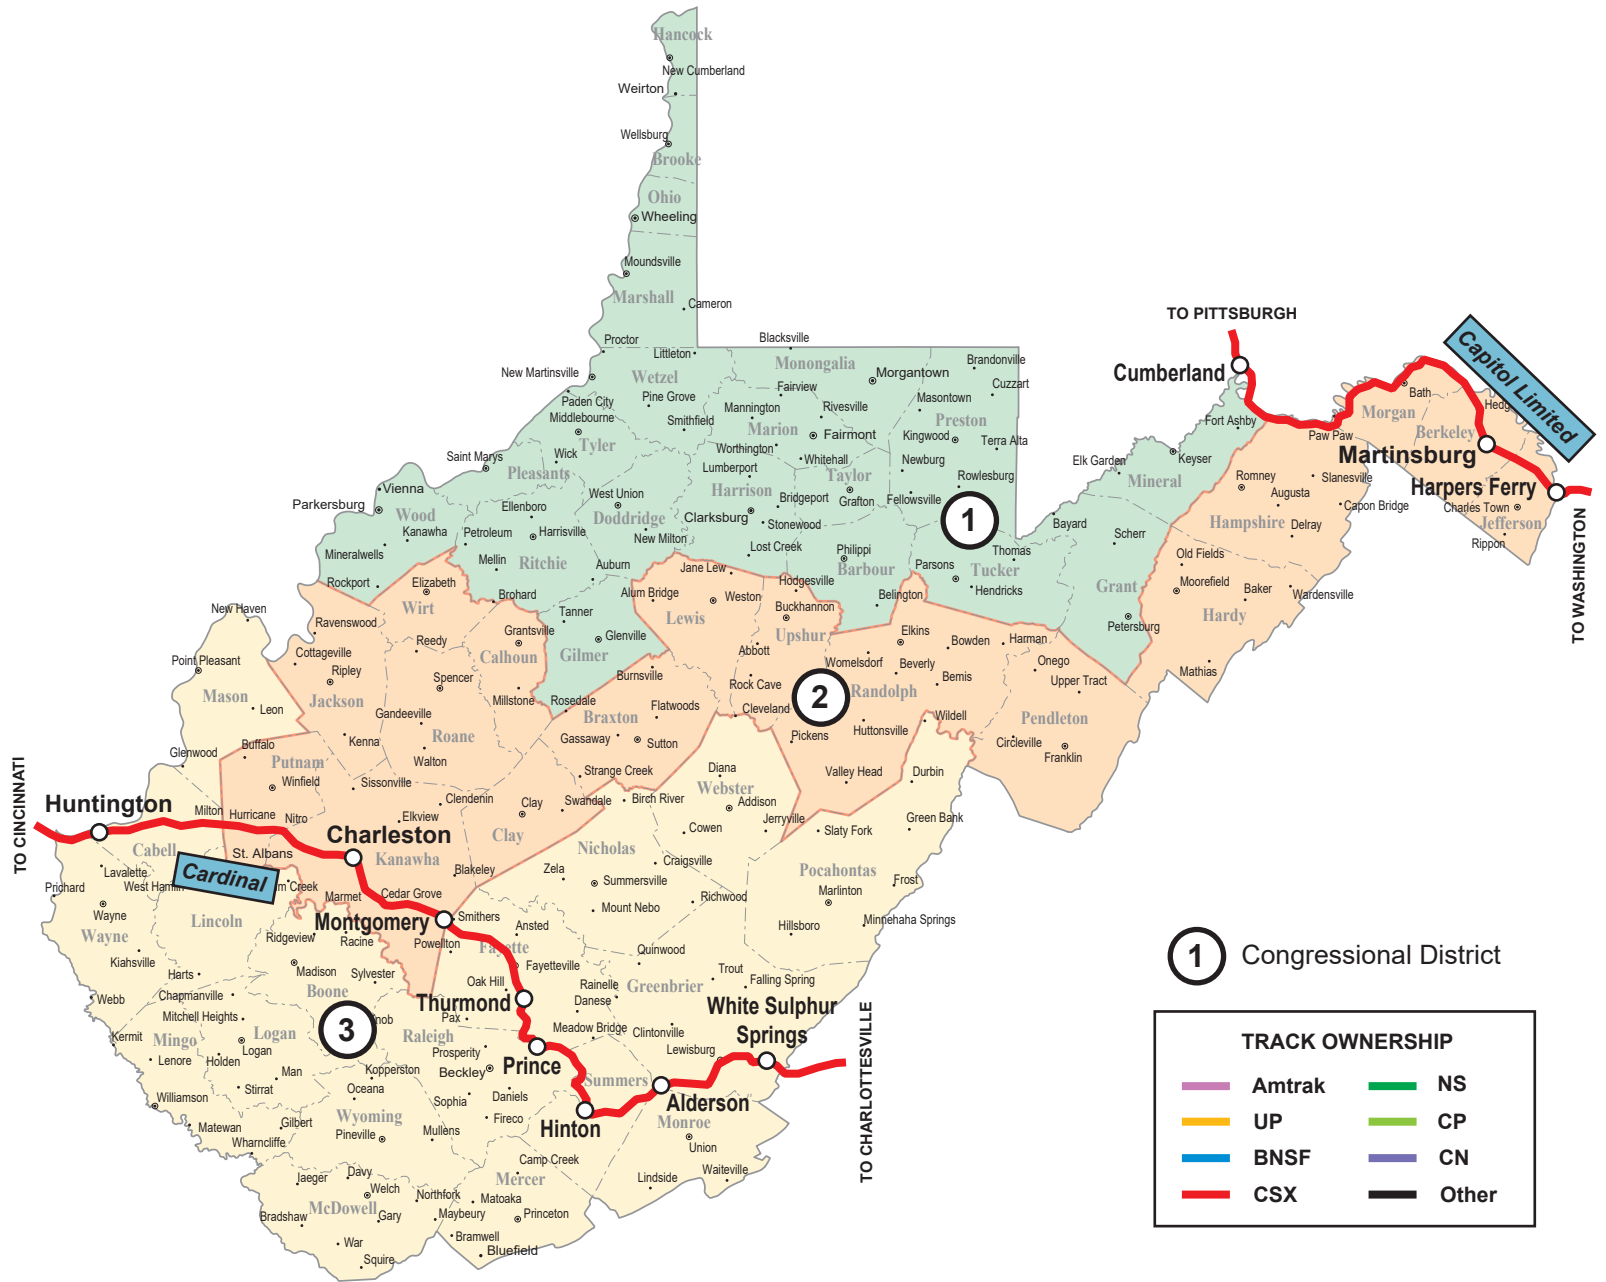 Hancock
New Cumberland
Weirton
Wellsburg
Brooke
Ohio
Wheeling
Moundsville
Marshall
Cameron
TO PITTSBURGH
Proctor
Littleton
Blacksville
Monongalia
Brandonville
Cumberland
Capitol Limited
New Martinsville
Wetzel
Fairview
Morgantown
Cuzzart
Bath
Paden City
Pine Grove
Mannington
Rivesville
Masontown
Fort Ashby
Morgan
Middlebourne
Smithfield
Marion
Preston
Paw Paw
Berkeley
Tyler
Worthington
Fairmont
Kingwood
Terra Alta
Martinsburg
Saint Marys
Wick
Lumberport
Whitehall
Newburg
Elk Garden
Keyser
Pleasants
Harrison
Taylor
Rowlesburg
Mineral
Romney
Slanesville
Harpers Ferry
Vienna
West Union
Bridgeport
Grafton
Fellowsville
Augusta
Capon Bridge
Charles Town
Parkersburg
Ellenboro
Doddridge
Clarksburg
Stonewood
1
Bayard
Hampshire
Delray
Jefferson
Wood
Kanawha
Petroleum
Harrisville
New Milton
Scherr
Rippon
Mineralwells
Mellin
Ritchie
Lost Creek
Philippi
Thomas
Old Fields
Rockport
Elizabeth
Auburn
Jane Lew
Hodgesville
Barbour
Parsons
Tucker
Grant
Moorefield
Wirt
Brohard
Alum Bridge
Weston
Buckhannon
Belington
Hendricks
Baker
Wardensville
New Haven
Ravenswood
Tanner
Lewis
Upshur
Petersburg
Hardy
TO WASHINGTON
Reedy
Grantsville
Glenville
Elkins
Bowden
Harman
Point Pleasant
Cottageville
Calhoun
Gilmer
Abbott
Womelsdorf
Beverly
Onego
Mathias
Ripley
Spencer
Burnsville
Rock Cave
Bemis
Upper Tract
Mason
Jackson
Millstone
Rosedale
2
Randolph
Leon
Gandeeville
Braxton
Flatwoods
Cleveland
Wildell
Pendleton
Buffalo
Kenna
Roane
Gassaway
Sutton
Pickens
Huttonsville
Circleville
Glenwood
Putnam
Walton
Franklin
Winfield
Sissonville
Strange Creek
Diana
Valley Head
Durbin
TO CINCINNATI
Huntington
Webster
Milton
Hurricane
Nitro
Clendenin
Clay
Swandale
Birch River
Addison
Elkview
Green Bank
Charleston
Clay
Cowen
Jerryville
Slaty Fork
Cabell
St. Albans
Kanawha
Nicholas
Lavalette
Cardinal
Blakeley
Zela
Craigsville
Pocahontas
Prichard
West Hamlin
m Creek
Marmet
Cedar Grove
Summersville
Marlinton
Frost
Wayne
Lincoln
Montgomery
Smithers
Mount Nebo
Richwood
Wayne
Ridgeview
Racine
Ansted
Hillsboro
Minnehaha Springs
Powellton
Fayette
Kiahsville
Quinwood
1 Congressional District
Harts
Madison
Sylvester
Fayetteville
Trout
Boone
Oak Hill
Rainelle
Greenbrier
Falling Spring
Webb
Chapmanville
Thurmond
Danese
White Sulphur
Springs
Mitchell Heights
3
nob
Pax
Kermit
Mingo
Logan
Raleigh
Meadow Bridge
Clintonville
TO CHARLOTTESVILLE
Lenore
Holden
Logan
Prosperity
Prince
Lewisburg
Man
Kopperston
Beckley
Summers
Williamson
Stirrat
Oceana
Sophia
Daniels
Alderson
Matewan
Gilbert
Wyoming
Fireco
Hinton
Monroe
Wharncliffe
Pineville
Mullens
Union
Camp Creek
Jaeger
Davy
Welch
Northfork
Mercer
Lindside
Waiteville
McDowell
Matoaka
Bradshaw
Gary
Maybeury
Princeton
War
Bramwell
Squire
Bluefield
TRACK OWNERSHIP
Amtrak
NS
UP
CP
BNSF
CN
CSX
Other